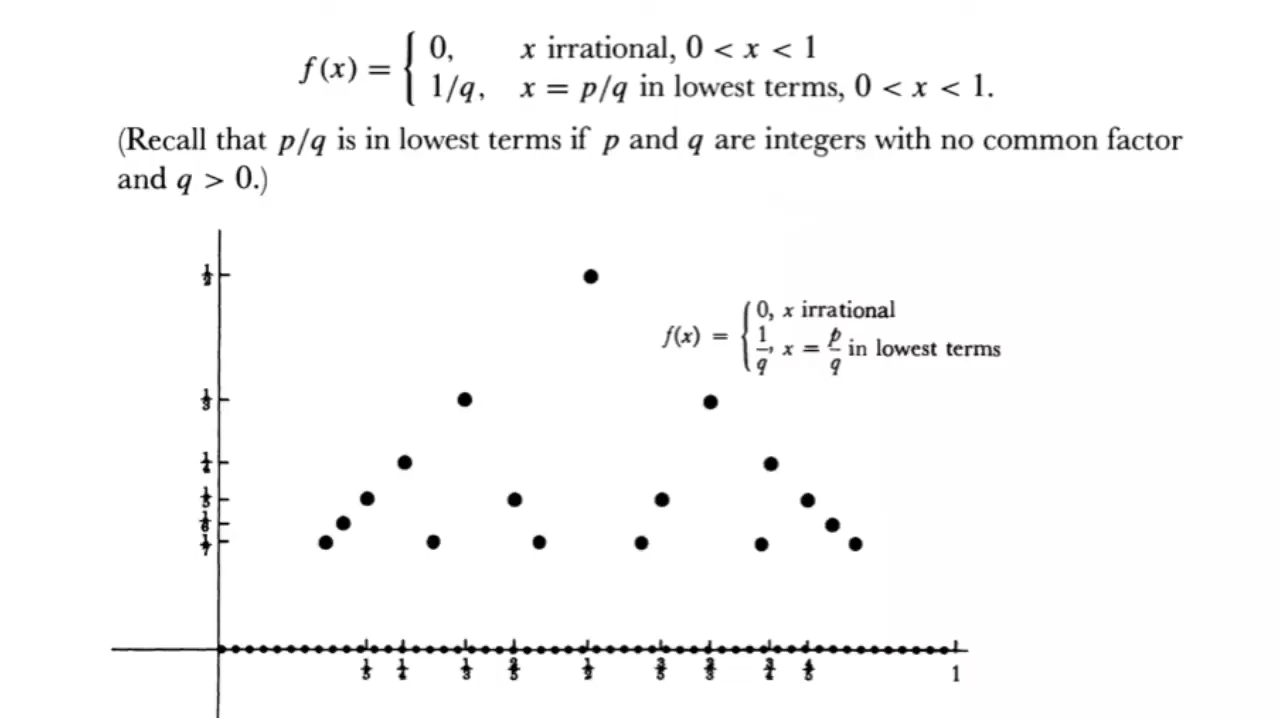 f(x) = { 0, x irrational, 0 < x < 1
1/q, x = p/q in lowest terms, 0 < x < 1.
(Recall that p/q is in lowest terms if p and q are integers with no common factor
and q > 0.)
1/2
f(x) = { 0, x irrational
1/q, x = p/q in lowest terms
1/3
1/4
1/5
1/6
1/7
1/5 1/4 1/3 2/5 1/2 3/5 2/3 3/4 4/5 1